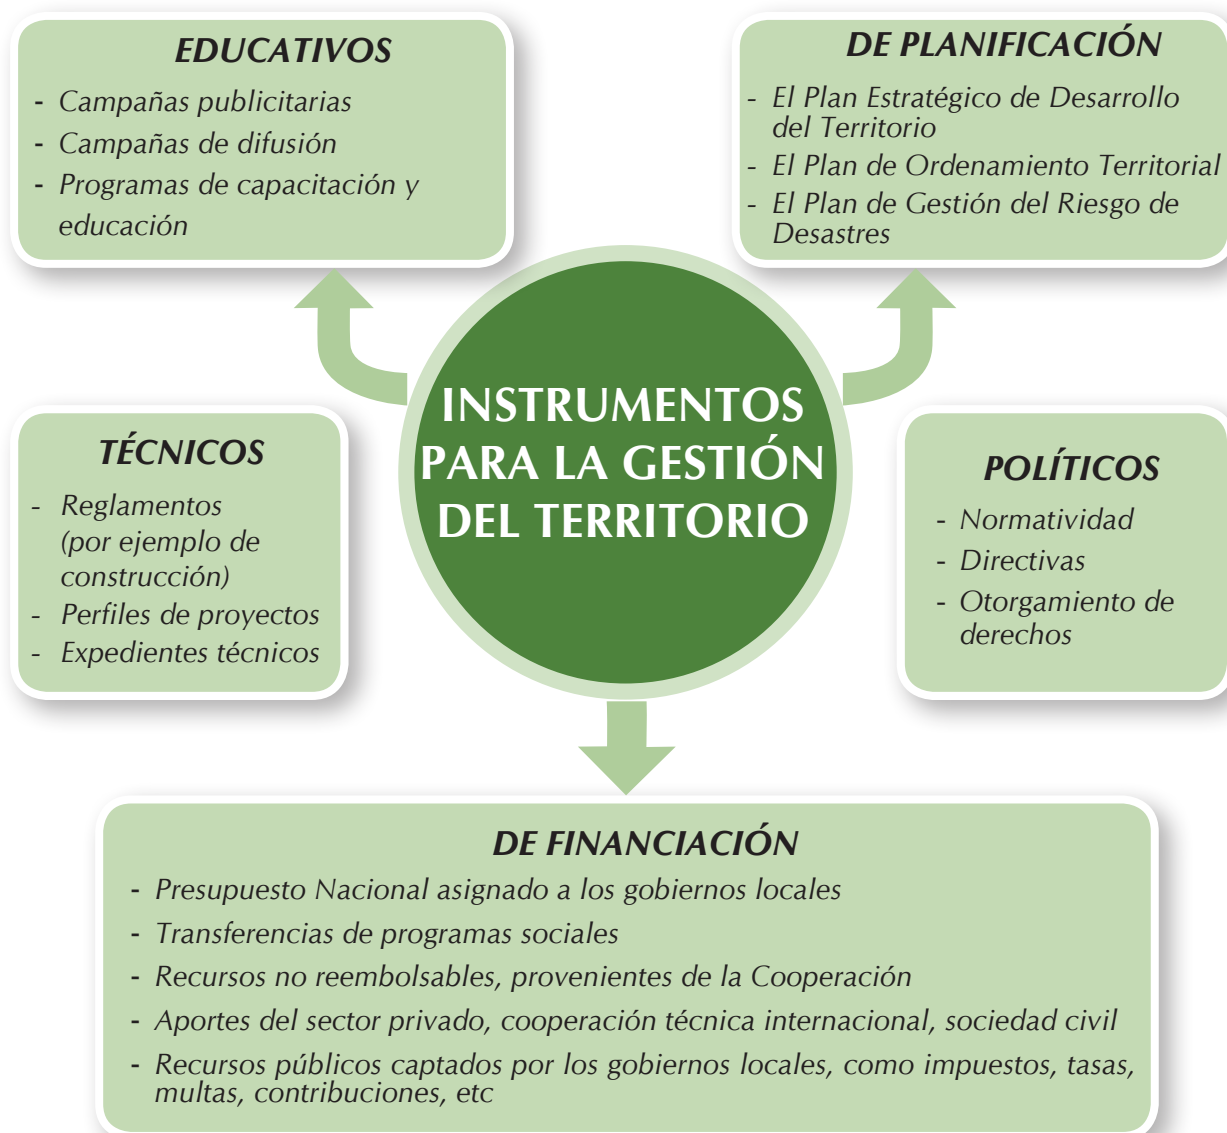 EDUCATIVOS
- Campañas publicitarias
- Campañas de difusión
- Programas de capacitación y
educación
DE PLANIFICACIÓN
- El Plan Estratégico de Desarrollo
del Territorio
- El Plan de Ordenamiento Territorial
- El Plan de Gestión del Riesgo de
Desastres
INSTRUMENTOS
PARA LA GESTIÓN
DEL TERRITORIO
TÉCNICOS
- Reglamentos
(por ejemplo de
construcción)
- Perfiles de proyectos
- Expedientes técnicos
POLÍTICOS
- Normatividad
- Directivas
- Otorgamiento de
derechos
DE FINANCIACIÓN
- Presupuesto Nacional asignado a los gobiernos locales
- Transferencias de programas sociales
- Recursos no reembolsables, provenientes de la Cooperación
- Aportes del sector privado, cooperación técnica internacional, sociedad civil
- Recursos públicos captados por los gobiernos locales, como impuestos, tasas,
multas, contribuciones, etc